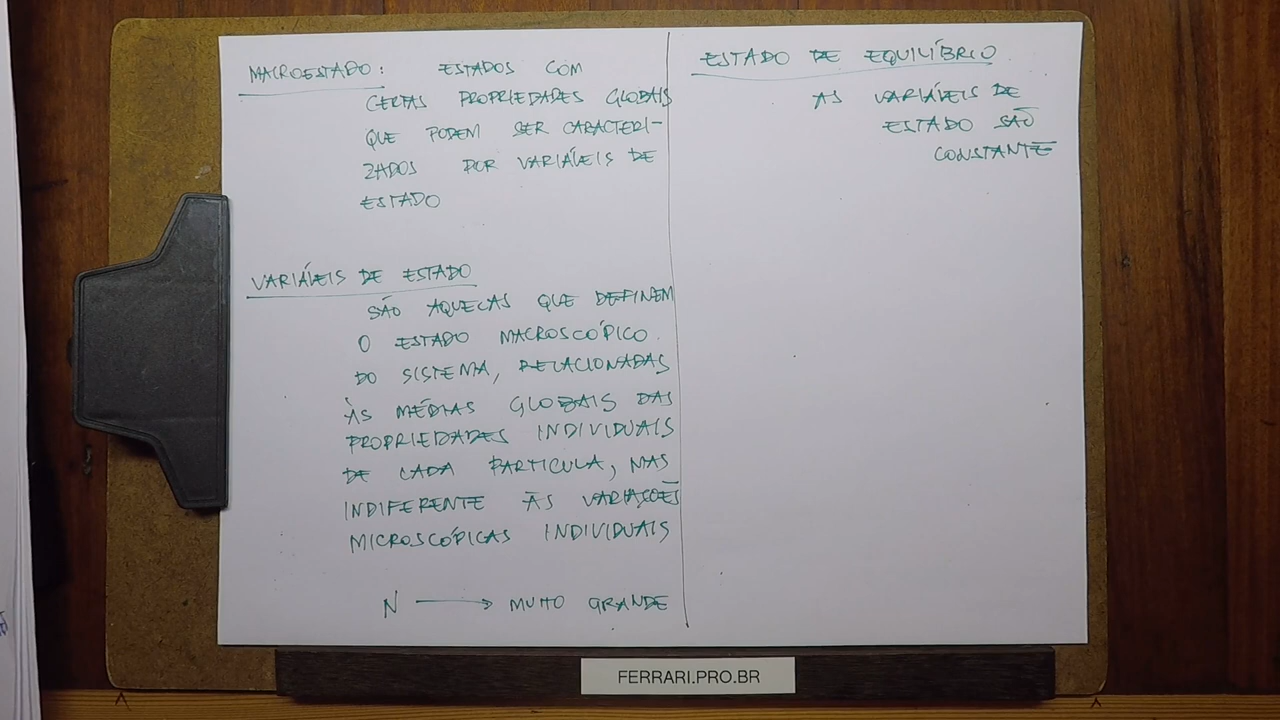 MACROESTADO: ESTADOS COM
CERTAS PROPRIEDADES GLOBAIS
QUE PODEM SER CARACTERI-
ZADOS POR VARIÁVEIS DE
ESTADO
VARIÁVEIS DE ESTADO
SÃO AQUELAS QUE DEFINEM
O ESTADO MACROSCÓPICO.
DO SISTEMA, RELACIONADAS
ÀS MÉDIAS GLOBAIS DAS
PROPRIEDADES INDIVIDUAIS
DE CADA PARTICULA, MAS
INDIFERENTE ÀS VARIAÇÕES
MICROSCÓPICAS INDIVIDUAIS
N → MUITO GRANDE
ESTADO DE EQUILÍBRIO
AS VARIÁVEIS DE
ESTADO SÃO
CONSTANTE
FERRARI.PRO.BR